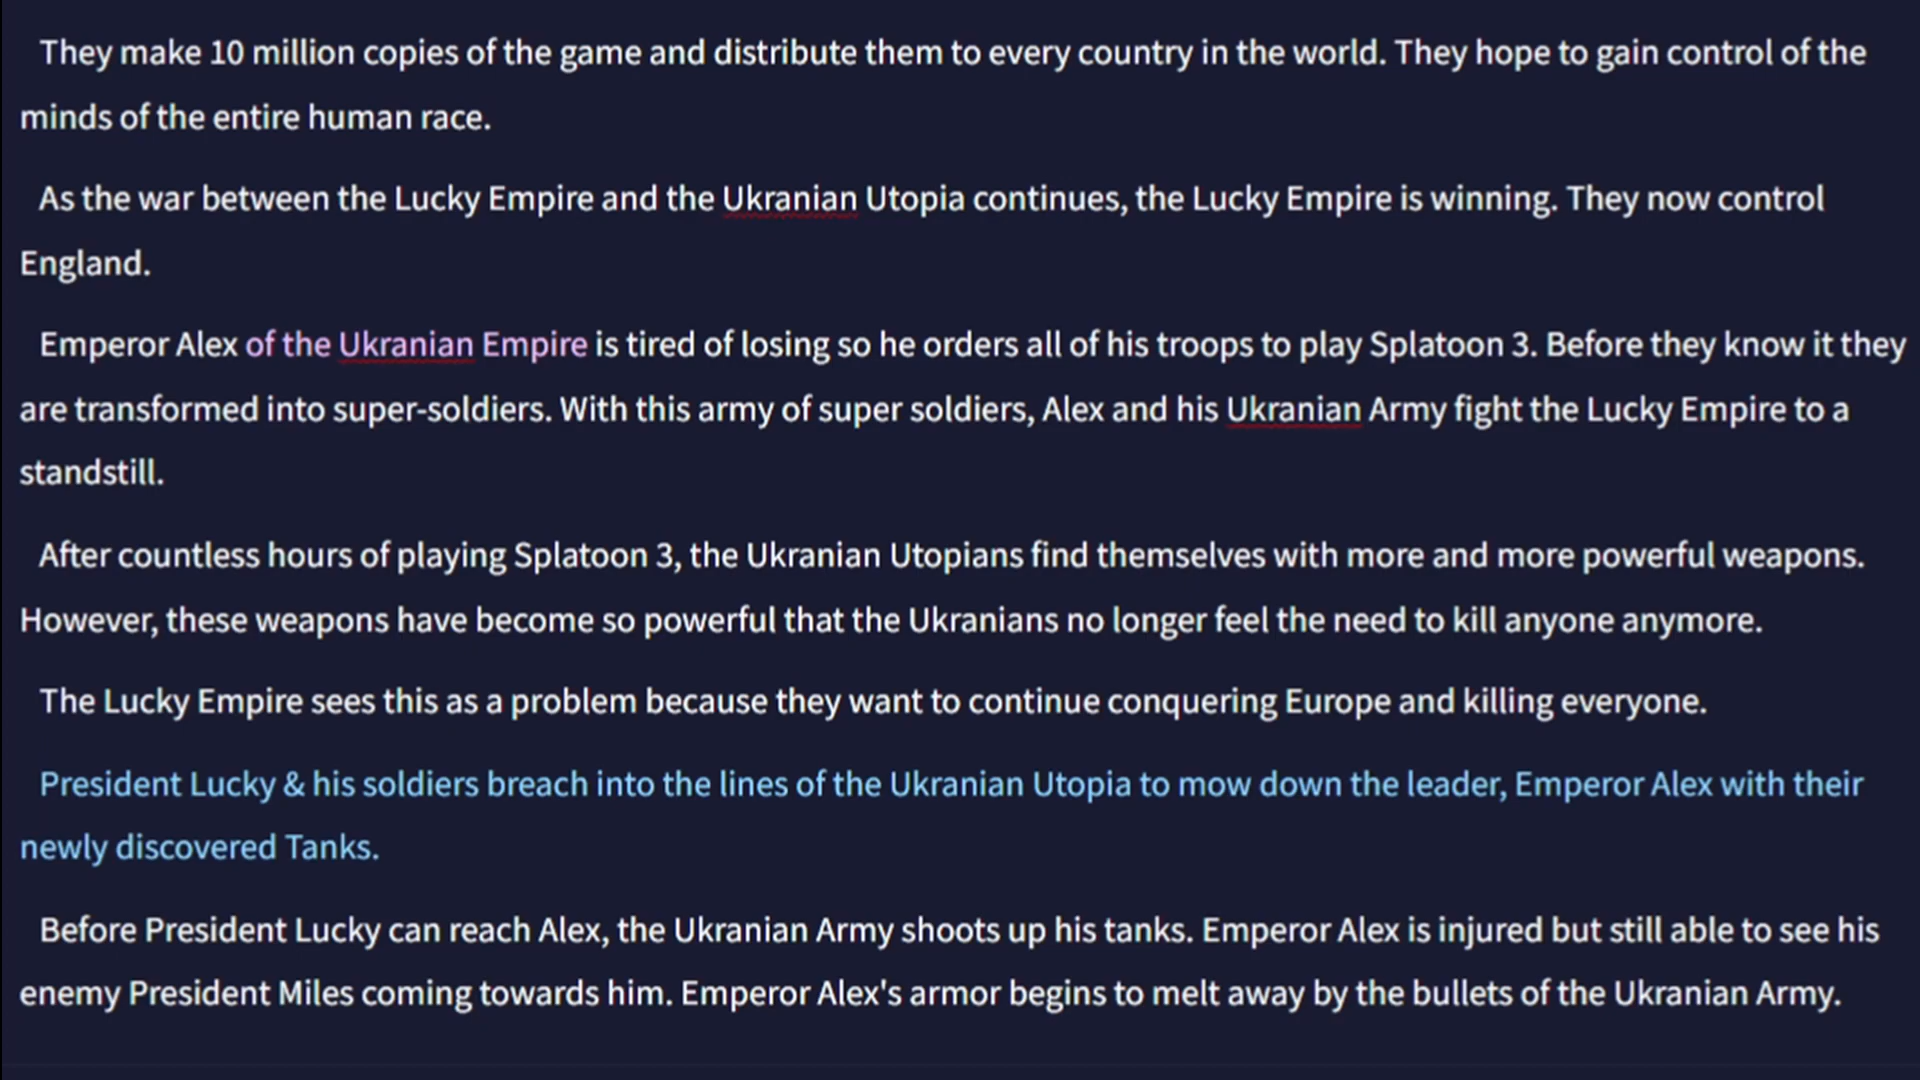 They make 10 million copies of the game and distribute them to every country in the world. They hope to gain control of the
minds of the entire human race.
As the war between the Lucky Empire and the Ukranian Utopia continues, the Lucky Empire is winning. They now control
England.
Emperor Alex of the Ukranian Empire is tired of losing so he orders all of his troops to play Splatoon 3. Before they know it they
are transformed into super-soldiers. With this army of super soldiers, Alex and his Ukranian Army fight the Lucky Empire to a
standstill.
After countless hours of playing Splatoon 3, the Ukranian Utopians find themselves with more and more powerful weapons.
However, these weapons have become so powerful that the Ukranians no longer feel the need to kill anyone anymore.
The Lucky Empire sees this as a problem because they want to continue conquering Europe and killing everyone.
President Lucky & his soldiers breach into the lines of the Ukranian Utopia to mow down the leader, Emperor Alex with their
newly discovered Tanks.
Before President Lucky can reach Alex, the Ukranian Army shoots up his tanks. Emperor Alex is injured but still able to see his
enemy President Miles coming towards him. Emperor Alex's armor begins to melt away by the bullets of the Ukranian Army.